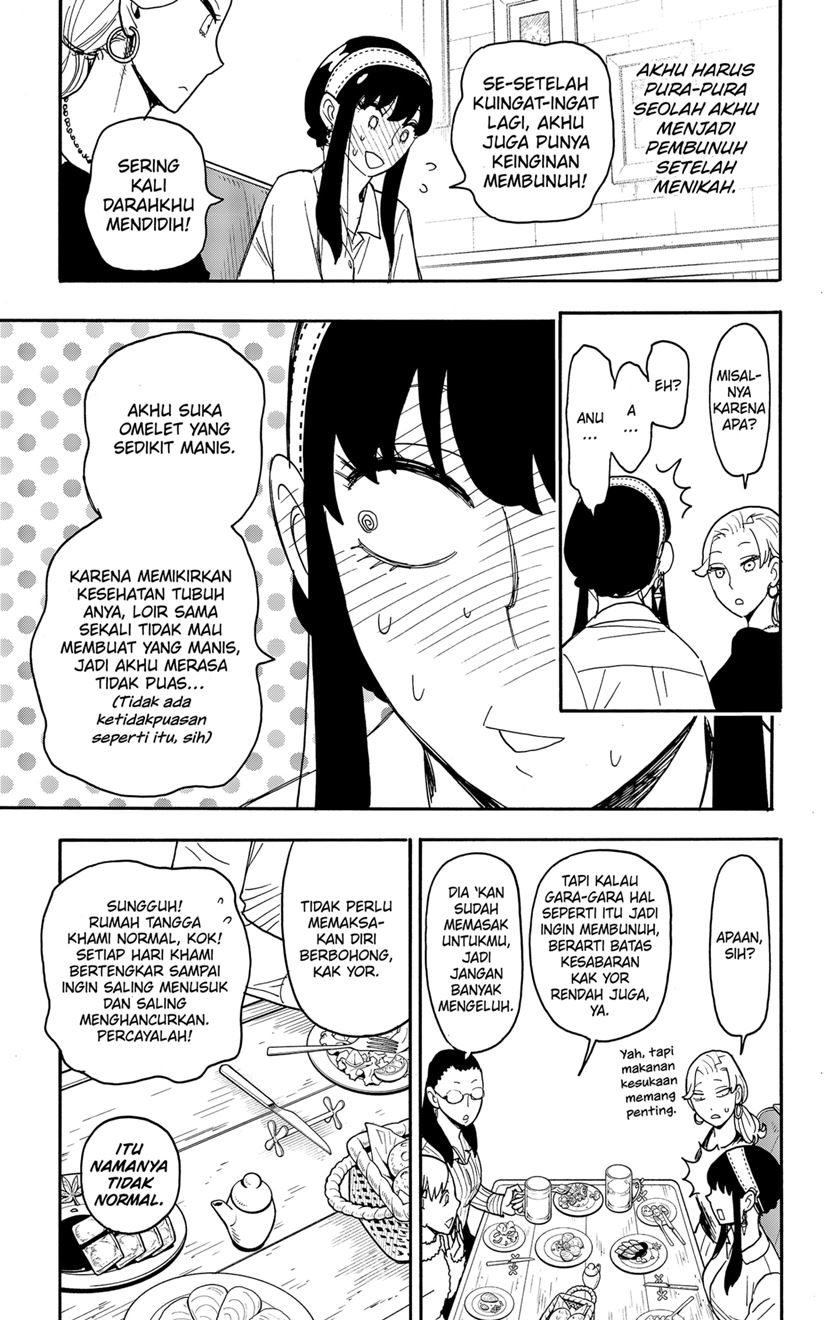 AKHU HARUS
PURA-PURA
SEOLAH AKHU
MENJADI
PEMBUNUH
SETELAH
MENIKAH.
SE-SETELAH
KUINGAT-INGAT
LAGI, AKHU
JUGA PUNYA
KEINGINAN
MEMBUNUH!
SERING
KALI
DARAHKHU
MENDIDIH!
MISAL-
NYA
KARENA
APA?
EH?
A
...
ANU
...
AKHU SUKA
OMELET YANG
SEDIKIT MANIS.
KARENA MEMIKIRKAN
KESEHATAN TUBUH
ANYA, LOIR SAMA
SEKALI TIDAK MAU
MEMBUAT YANG MANIS,
JADI AKHU MERASA
TIDAK PUAS...
(Tidak ada
ketidakpuasan
seperti itu, sih)
APAAN,
SIH?
TAPI KALAU
GARA-GARA HAL
SEPERTI ITU JADI
INGIN MEMBUNUH,
BERARTI BATAS
KESABARAN
KAK YOR
RENDAH JUGA,
YA.
Yah, tapi
makanan
kesukaan
memang
penting.
DIA 'KAN
SUDAH
MEMASAK
UNTUKMU,
JADI
JANGAN
BANYAK
MENGELUH.
TIDAK PERLU
MEMAKSA-
KAN DIRI
BERBOHONG,
KAK YOR.
SUNGGUH!
RUMAH TANGGA
KHAMI NORMAL, KOK!
SETIAP HARI KHAMI
BERTENGKAR SAMPAI
INGIN SALING MENUSUK
DAN SALING
MENGHANCURKAN.
PERCAYALAH!
ITU
NAMANYA
TIDAK
NORMAL.